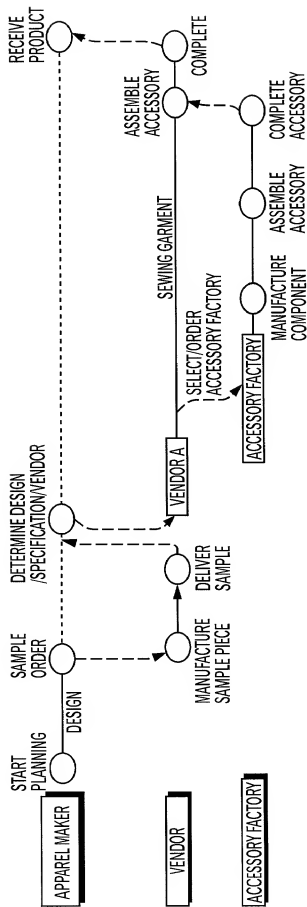 APPAREL MAKER
START
PLANNING
DESIGN
SAMPLE
ORDER
DETERMINE DESIGN
/SPECIFICATION/VENDOR
RECEIVE
PRODUCT
VENDOR
MANUFACTURE
SAMPLE PIECE
DELIVER
SAMPLE
VENDOR A
SEWING GARMENT
SELECT/ORDER
ACCESSORY FACTORY
ASSEMBLE
ACCESSORY
COMPLETE
ACCESSORY FACTORY
ACCESSORY FACTORY
MANUFACTURE
COMPONENT
ASSEMBLE
ACCESSORY
COMPLETE
ACCESSORY